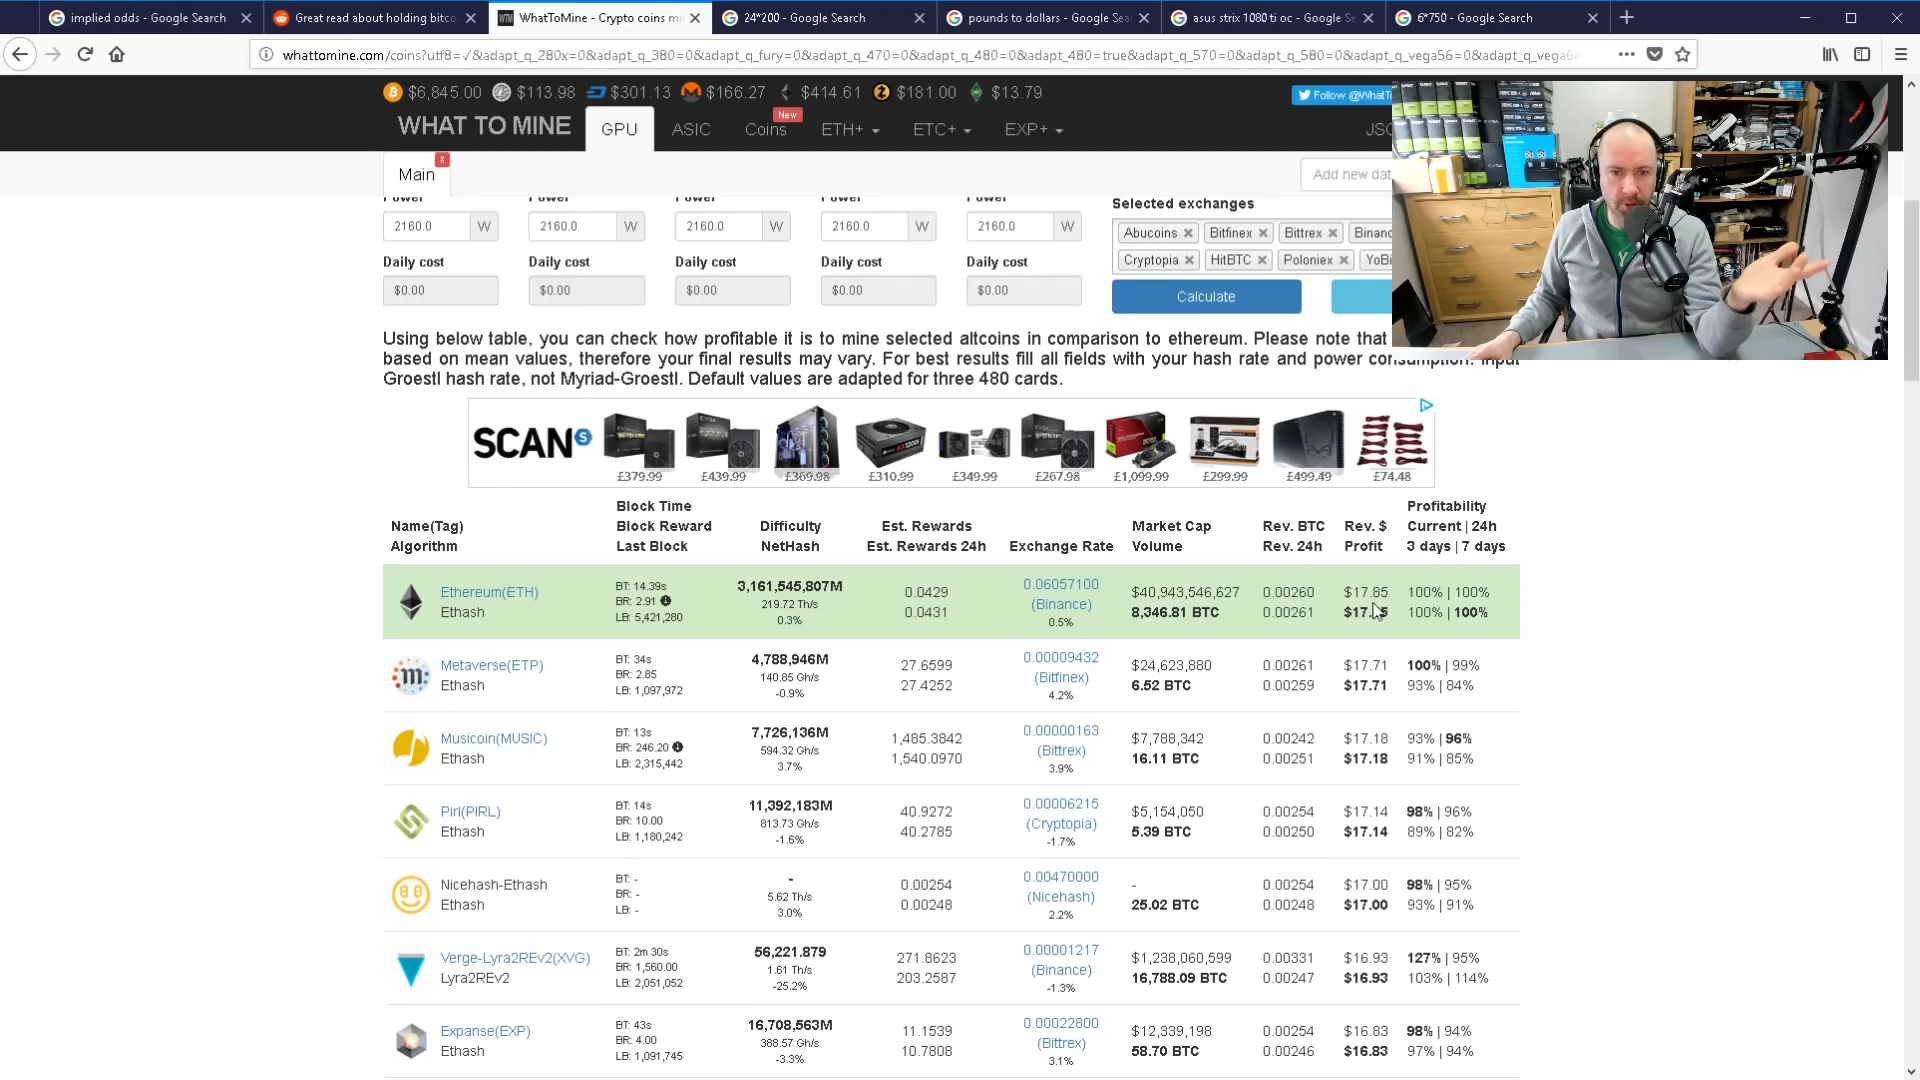 implied odds - Google Search
Great read about holding bitco
WhatToMine - Crypto coins mi
24*200 - Google Search
pounds to dollars - Google Sea
asus strix 1080 ti oc - Google Se
6*750 - Google Search
whattomine.com/coins?utf8=✓&adapt_q_280x=0&adapt_q_380=0&adapt_q_fury=0&adapt_q_470=0&adapt_q_480=0&adapt_480=true&adapt_q_570=0&adapt_q_580=0&adapt_q_vega56=0&adapt_q_vega64
$6,845.00 $113.98 $301.13 $166.27 $414.61 $181.00 $13.79
Follow @WhatTo
WHAT TO MINE GPU ASIC Coins New ETH+ ETC+ EXP+ JSO
Main x
Add new dat
Power Power Power Power Power
2160.0 W 2160.0 W 2160.0 W 2160.0 W 2160.0 W
Daily cost Daily cost Daily cost Daily cost Daily cost
$0.00 $0.00 $0.00 $0.00 $0.00
Selected exchanges
Abucoins Bitfinex Bittrex Binanc
Cryptopia HitBTC Poloniex YoBi
Calculate
Using below table, you can check how profitable it is to mine selected altcoins in comparison to ethereum. Please note that
based on mean values, therefore your final results may vary. For best results fill all fields with your hash rate and power consumption. Input
Groestl hash rate, not Myriad-Groestl. Default values are adapted for three 480 cards.
SCAN S
£379.99 £439.99 £369.98 £310.99 £349.99 £267.98 £1,099.99 £299.99 £499.49 £74.48
Name(Tag)
Algorithm
Block Time
Block Reward
Last Block
Difficulty
NetHash
Est. Rewards
Est. Rewards 24h
Exchange Rate
Market Cap
Volume
Rev. BTC
Rev. 24h
Rev. $
Profit
Profitability
Current | 24h
3 days | 7 days
Ethereum(ETH)
Ethash
BT: 14.39s
BR: 2.91
LB: 5,421,280
3,161,545,807M
219.72 Th/s
0.3%
0.0429
0.0431
0.06057100
(Binance)
0.5%
$40,943,546,627
8,346.81 BTC
0.00260
0.00261
$17.85
$17. 5
100% | 100%
100% | 100%
Metaverse(ETP)
Ethash
BT: 34s
BR: 2.85
LB: 1,097,972
4,788,946M
140.85 Gh/s
-0.9%
27.6599
27.4252
0.00009432
(Bitfinex)
4.2%
$24,623,880
6.52 BTC
0.00261
0.00259
$17.71
$17.71
100% | 99%
93% | 84%
Musicoin(MUSIC)
Ethash
BT: 13s
BR: 246.20
LB: 2,315,442
7,726,136M
594.32 Gh/s
3.7%
1,485.3842
1,540.0970
0.00000163
(Bittrex)
3.9%
$7,788,342
16.11 BTC
0.00242
0.00251
$17.18
$17.18
93% | 96%
91% | 85%
Pirl(PIRL)
Ethash
BT: 14s
BR: 10.00
LB: 1,180,242
11,392,183M
813.73 Gh/s
-1.6%
40.9272
40.2785
0.00006215
(Cryptopia)
-1.7%
$5,154,050
5.39 BTC
0.00254
0.00250
$17.14
$17.14
98% | 96%
89% | 82%
Nicehash-Ethash
Ethash
BT: -
BR: -
LB: -
-
5.62 Th/s
3.0%
0.00254
0.00248
0.00470000
(Nicehash)
2.2%
-
25.02 BTC
0.00254
0.00248
$17.00
$17.00
98% | 95%
93% | 91%
Verge-Lyra2REv2(XVG)
Lyra2REv2
BT: 2m 30s
BR: 1,560.00
LB: 2,051,052
56,221.879
1.61 Th/s
-25.2%
271.8623
203.2587
0.00001217
(Binance)
-1.3%
$1,238,060,599
16,788.09 BTC
0.00331
0.00247
$16.93
$16.93
127% | 95%
103% | 114%
Expanse(EXP)
Ethash
BT: 43s
BR: 4.00
LB: 1,091,745
16,708,563M
388.57 Gh/s
-3.3%
11.1539
10.7808
0.00022800
(Bittrex)
3.1%
$12,339,198
58.70 BTC
0.00254
0.00246
$16.83
$16.83
98% | 94%
97% | 94%